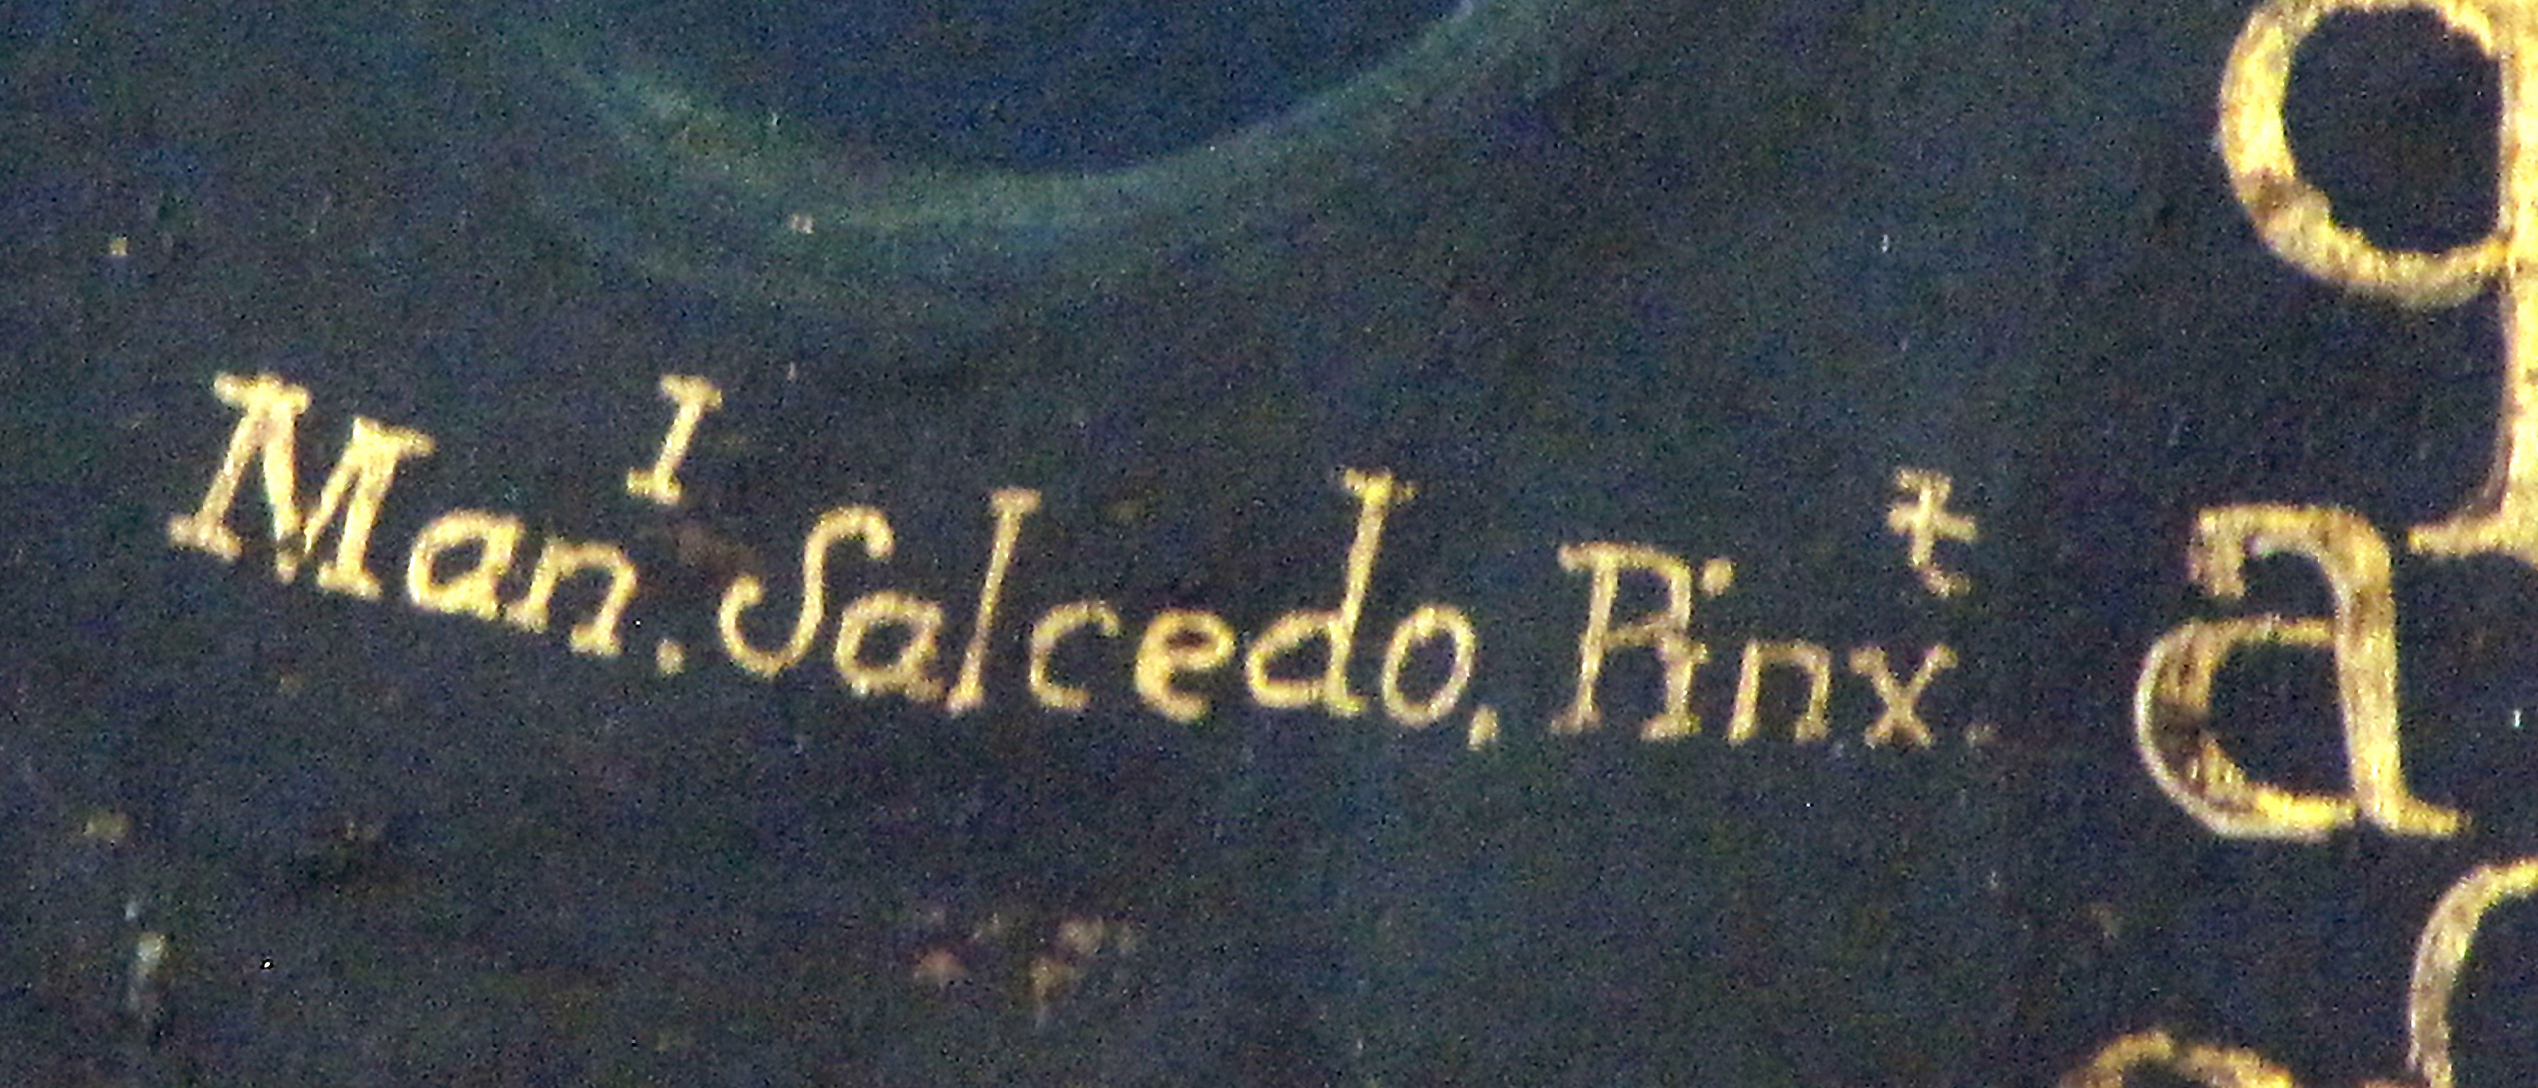 Man.l Salcedo, Pinx.t
q
a